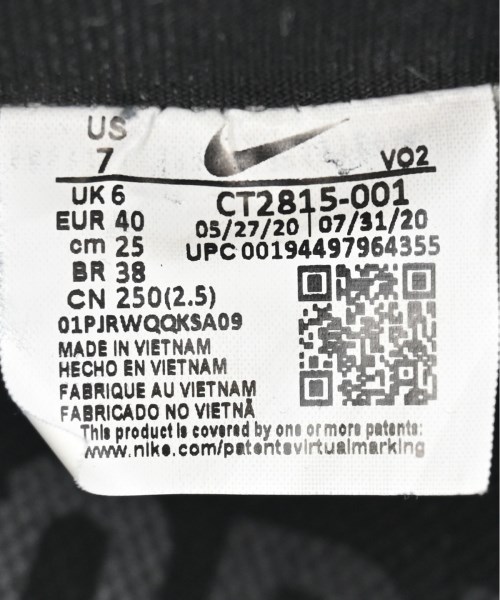 US
7
VO2
UK 6
CT2815-001
EUR 40
05/27/20 | 07/31/20
cm 25
UPC 00194497964355
BR 38
CN 250(2.5)
01PJRWQQKSA09
MADE IN VIETNAM
HECHO EN VIETNAM
FABRIQUE AU VIETNAM
FABRICADO NO VIETNÃ
This product is covered by one or more patents:
www.nike.com/patentsvirtualmarking